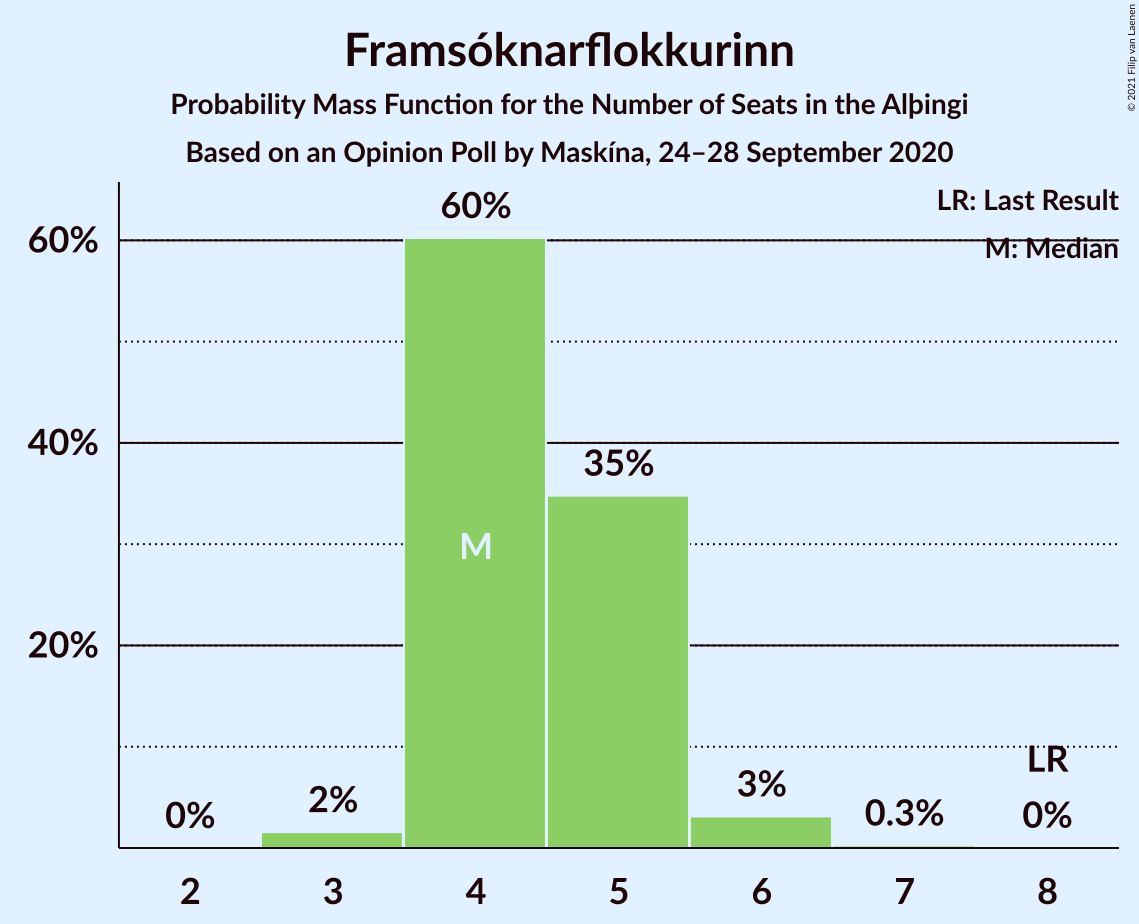 Framsóknarflokkurinn
Probability Mass Function for the Number of Seats in the Alþingi
Based on an Opinion Poll by Maskína, 24–28 September 2020
© 2021 Filip van Laenen
LR: Last Result
M: Median
60%
40%
20%
0%
2%
60%
M
35%
3%
0.3%
LR
0%
2 3 4 5 6 7 8